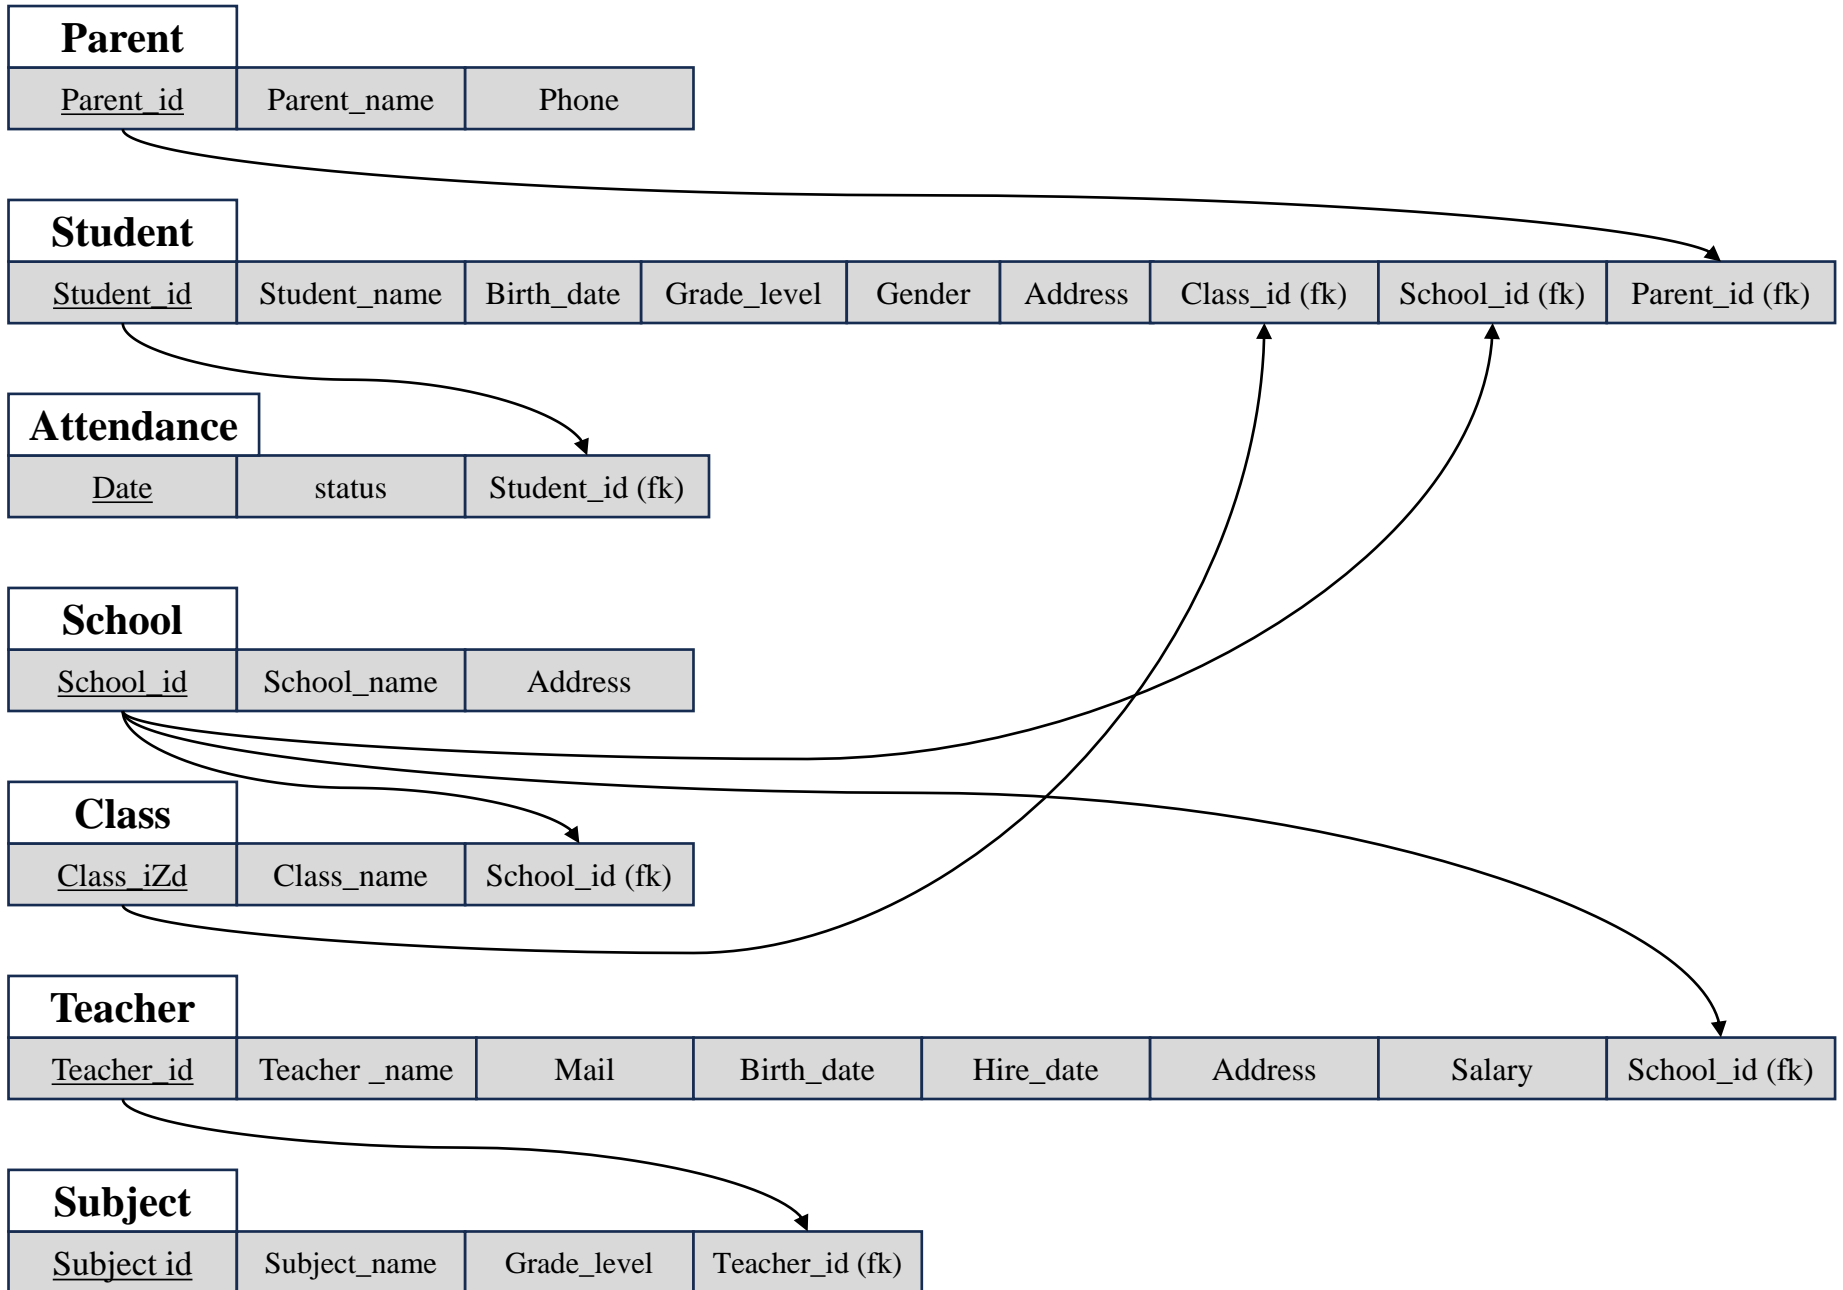 Parent
Parent_id Parent_name Phone
Student
Student_id Student_name Birth_date Grade_level Gender Address Class_id (fk) School_id (fk) Parent_id (fk)
Attendance
Date status Student_id (fk)
School
School_id School_name Address
Class
Class_iZd Class_name School_id (fk)
Teacher
Teacher_id Teacher _name Mail Birth_date Hire_date Address Salary School_id (fk)
Subject
Subject id Subject_name Grade_level Teacher_id (fk)